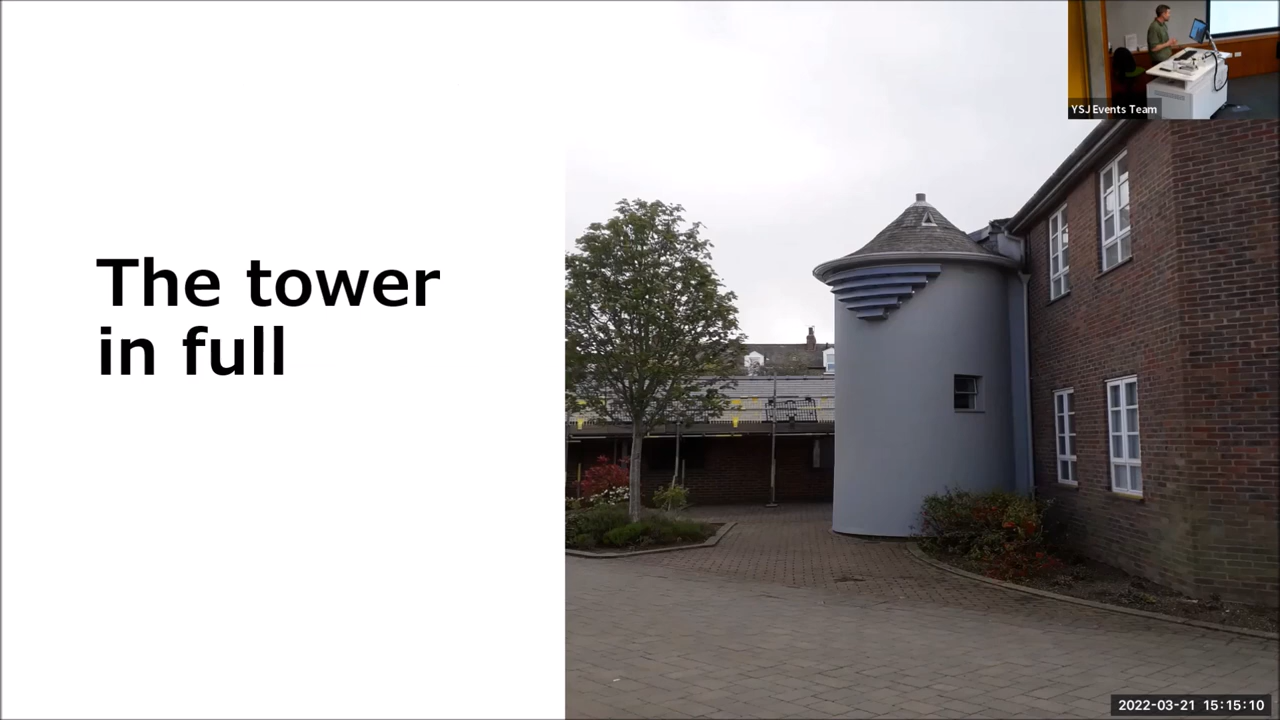 The tower
in full
YSJ Events Team
2022-03-21 15:15:10